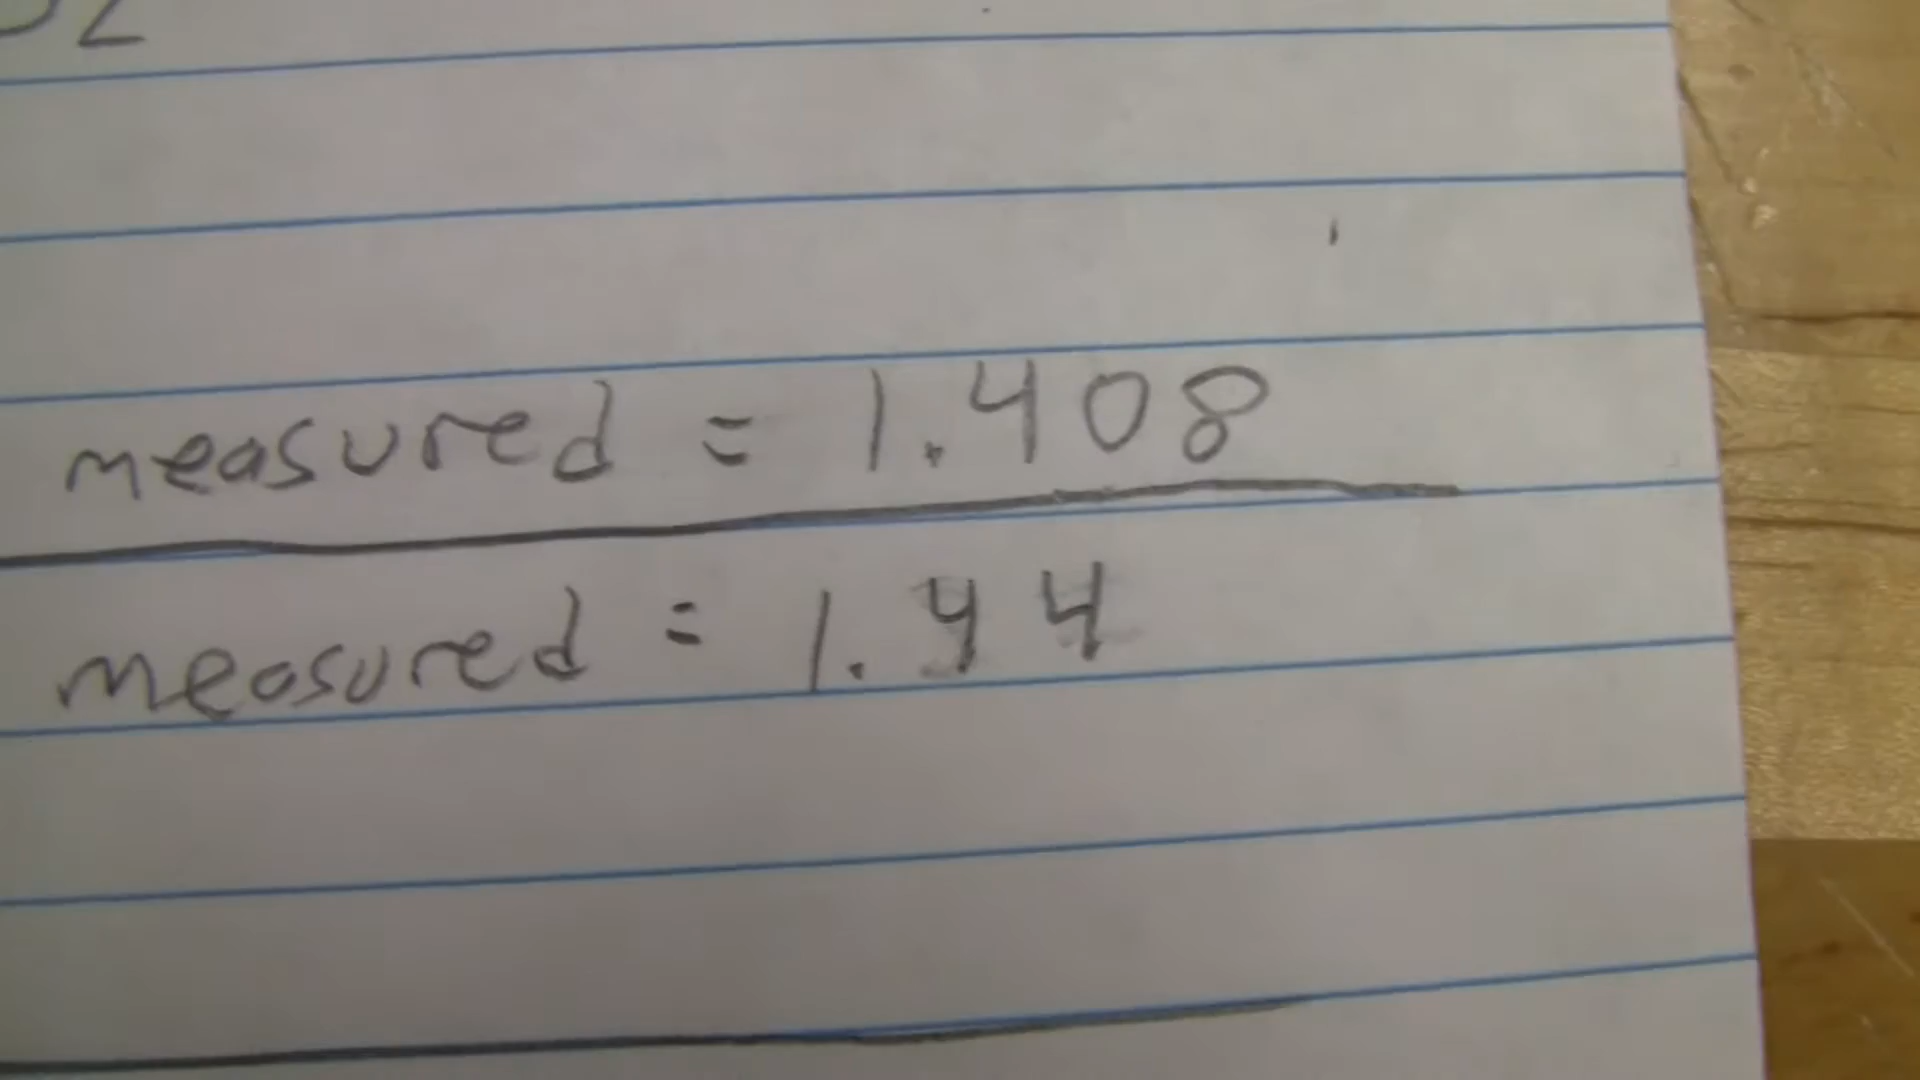 measured = 1.408
measured = 1.44